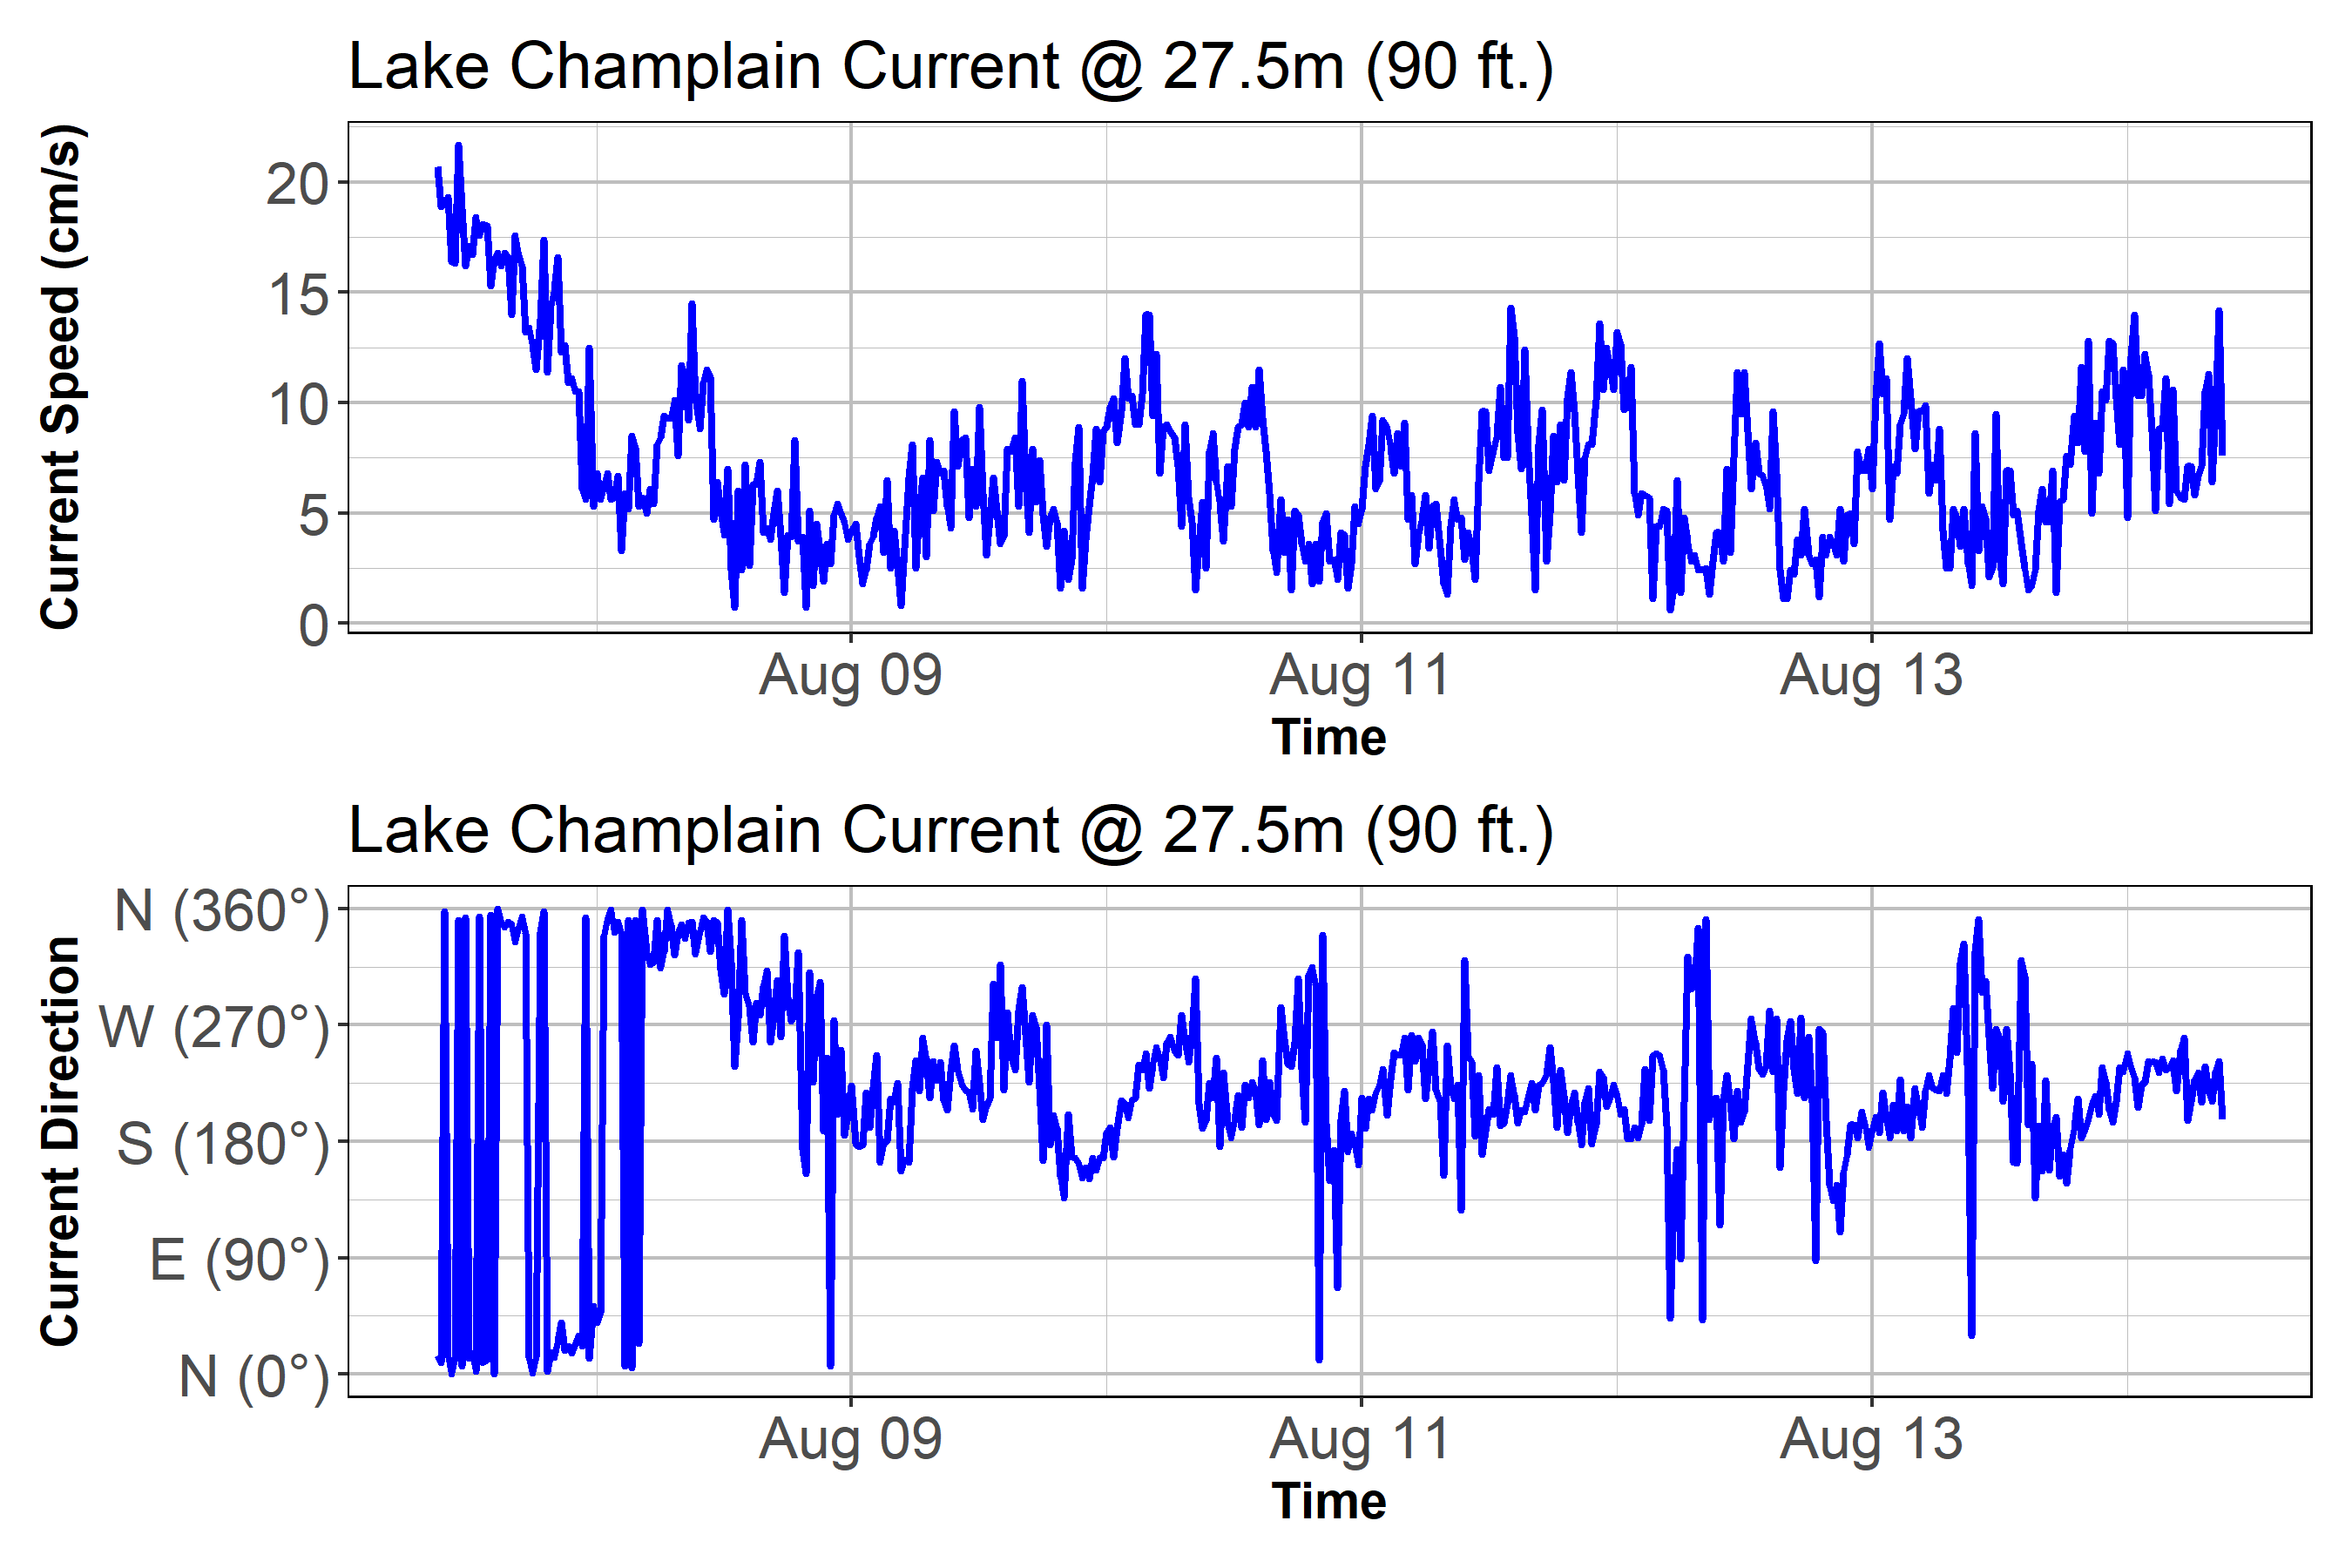 Lake Champlain Current @ 27.5m (90 ft.)
Current Speed (cm/s)
20
15
10
5
0
Aug 09 Aug 11 Aug 13
Time
Lake Champlain Current @ 27.5m (90 ft.)
Current Direction
N (360°)
W (270°)
S (180°)
E (90°)
N (0°)
Aug 09 Aug 11 Aug 13
Time